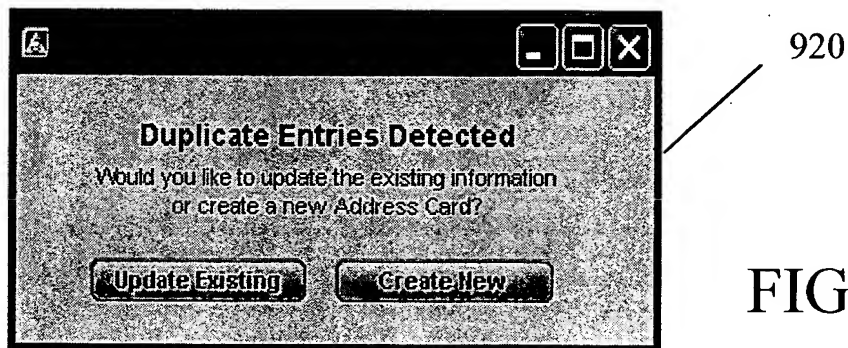 920
Duplicate Entries Detected
Would you like to update the existing information
or create a new Address Card?
Update Existing
Create New
FIG